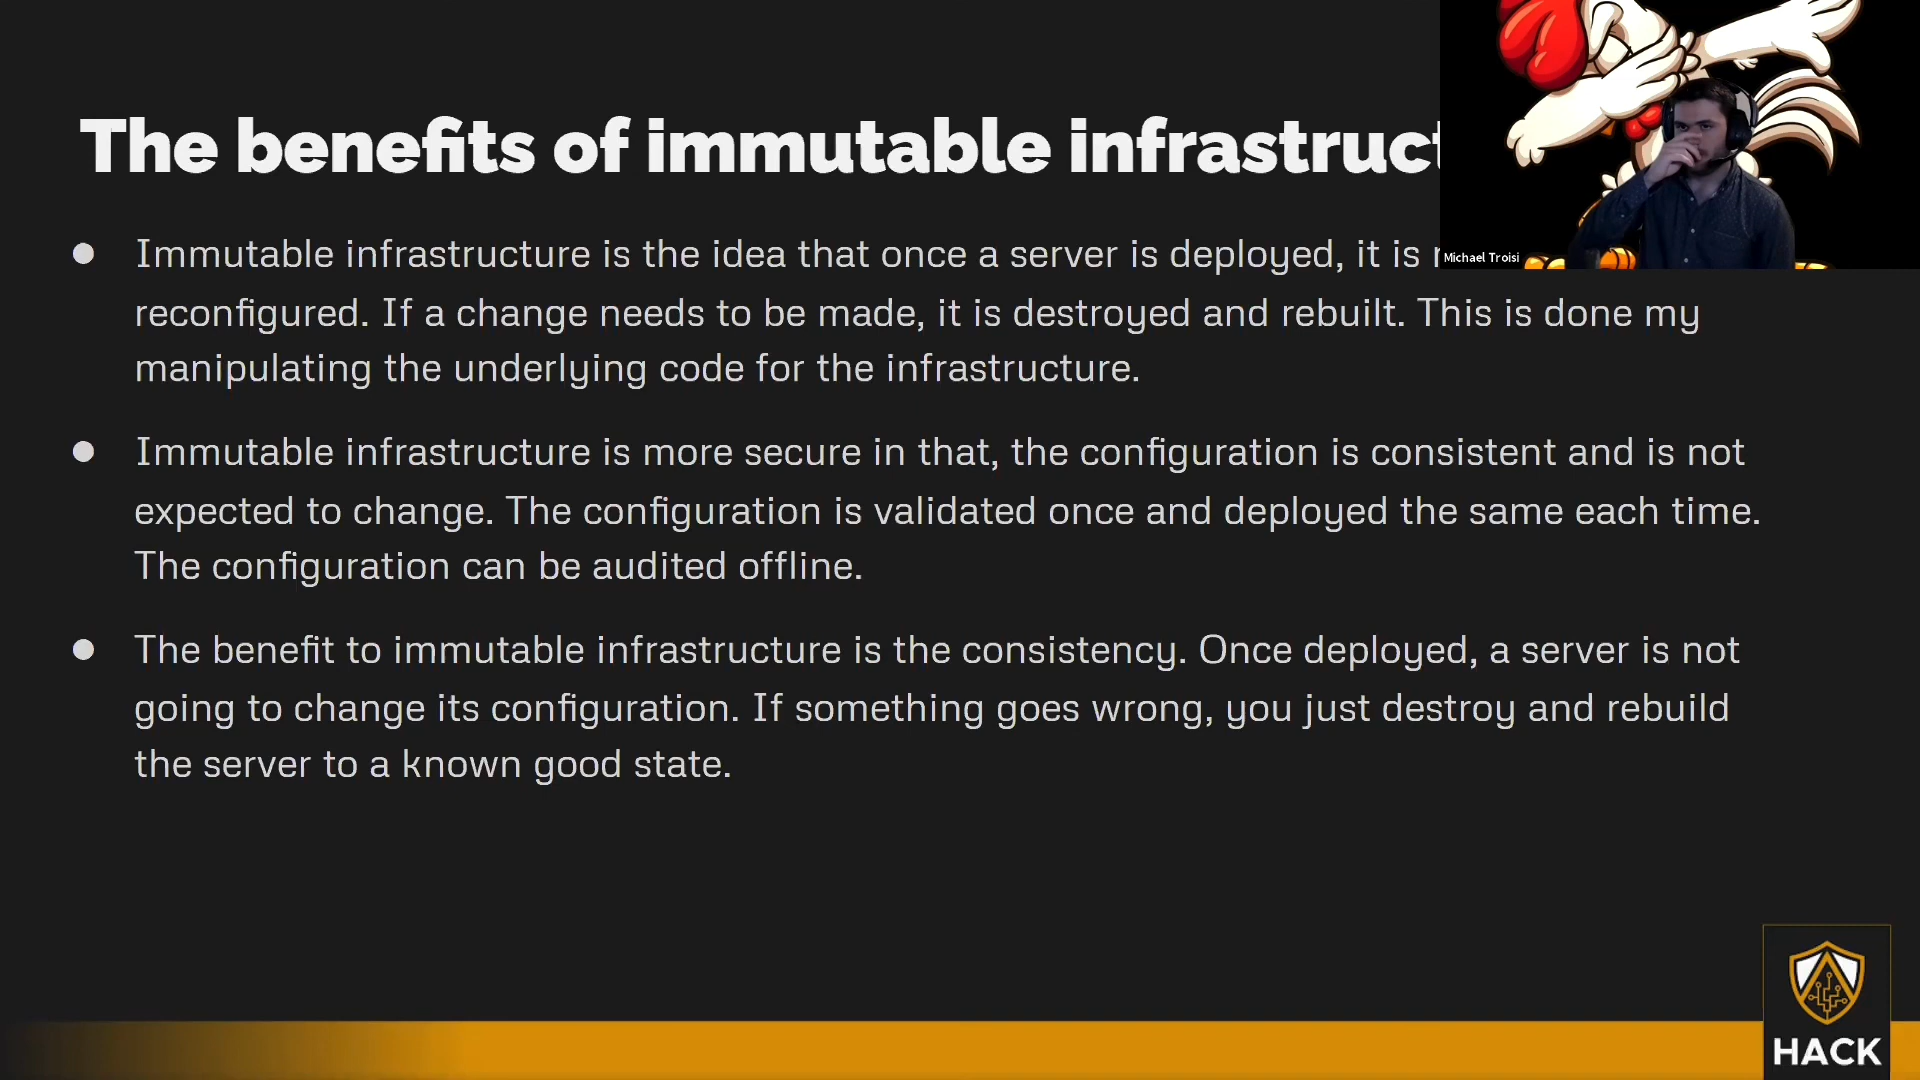 The benefits of immutable infrastruct
Immutable infrastructure is the idea that once a server is deployed, it is
reconfigured. If a change needs to be made, it is destroyed and rebuilt. This is done my
manipulating the underlying code for the infrastructure.
Immutable infrastructure is more secure in that, the configuration is consistent and is not
expected to change. The configuration is validated once and deployed the same each time.
The configuration can be audited offline.
The benefit to immutable infrastructure is the consistency. Once deployed, a server is not
going to change its configuration. If something goes wrong, you just destroy and rebuild
the server to a known good state.
Michael Troisi
HACK